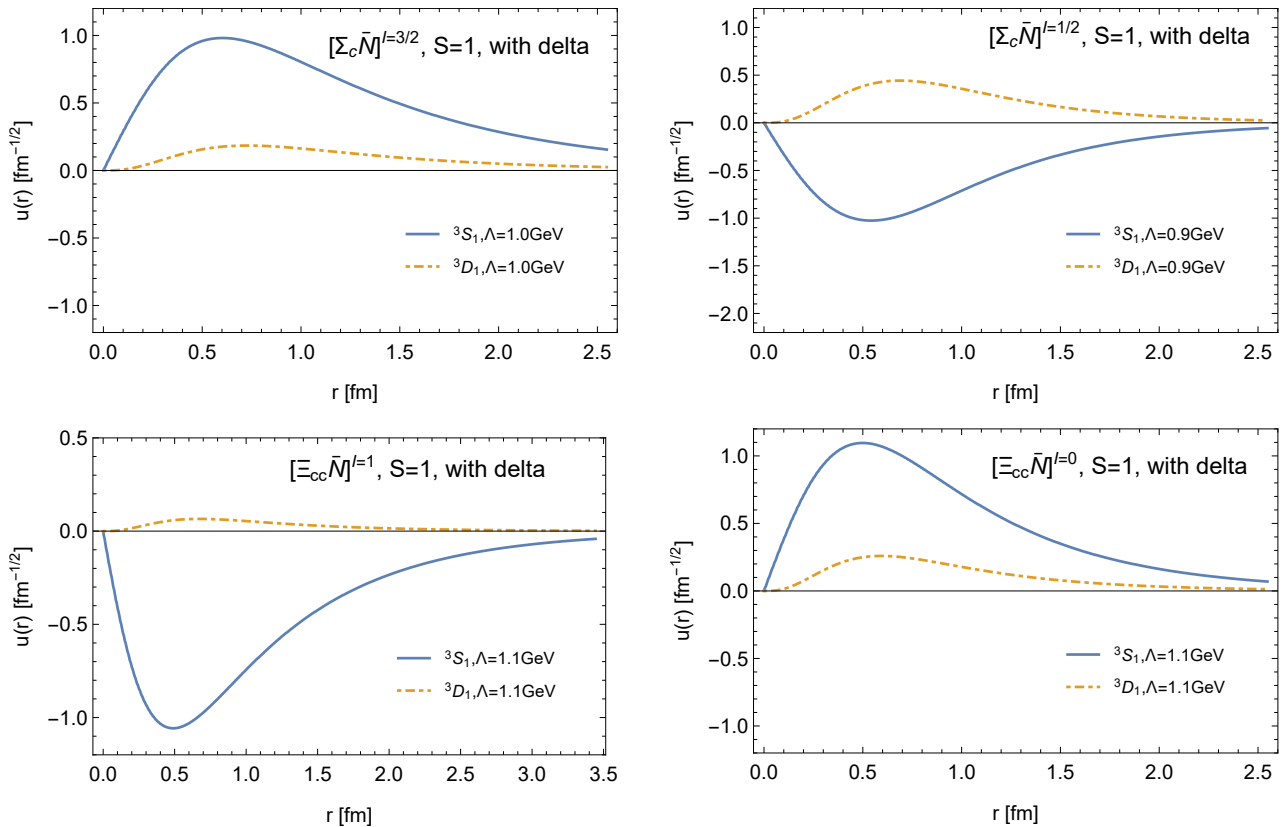 [Σ_c N̄]^{I=3/2}, S=1, with delta
u(r) [fm^{-1/2}]
1.0
0.5
0.0
−0.5
−1.0
³S₁,Λ=1.0GeV
³D₁,Λ=1.0GeV
0.0 0.5 1.0 1.5 2.0 2.5
r [fm]
[Σ_c N̄]^{I=1/2}, S=1, with delta
u(r) [fm^{-1/2}]
1.0
0.5
0.0
−0.5
−1.0
−1.5
−2.0
³S₁,Λ=0.9GeV
³D₁,Λ=0.9GeV
0.0 0.5 1.0 1.5 2.0 2.5
r [fm]
[Ξ_cc N̄]^{I=1}, S=1, with delta
u(r) [fm^{-1/2}]
0.5
0.0
−0.5
−1.0
³S₁,Λ=1.1GeV
³D₁,Λ=1.1GeV
0.0 0.5 1.0 1.5 2.0 2.5 3.0 3.5
r [fm]
[Ξ_cc N̄]^{I=0}, S=1, with delta
u(r) [fm^{-1/2}]
1.0
0.5
0.0
−0.5
−1.0
³S₁,Λ=1.1GeV
³D₁,Λ=1.1GeV
0.0 0.5 1.0 1.5 2.0 2.5
r [fm]